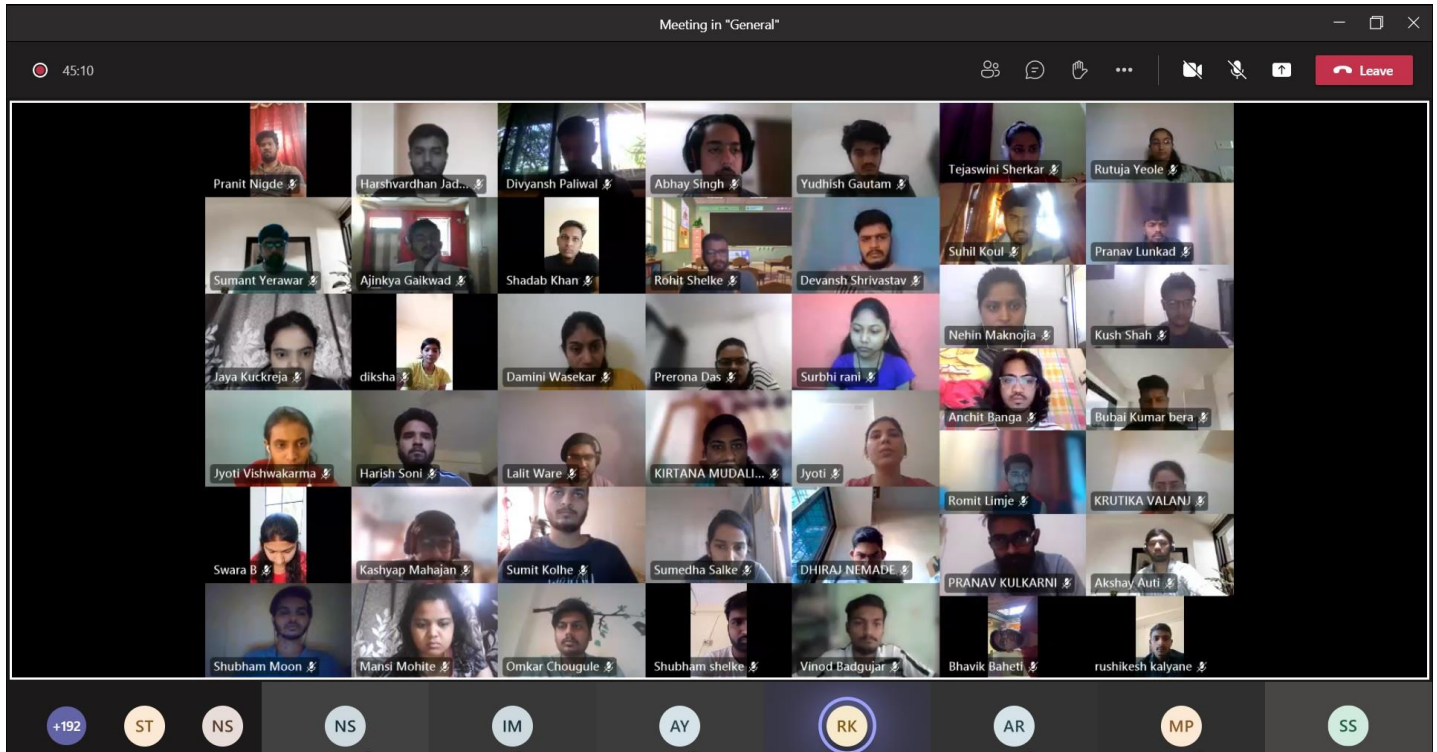 Meeting in "General"
45:10
Leave
Pranit Nigde
Harshvardhan Jad...
Divyansh Paliwal
Abhay Singh
Yudhish Gautam
Tejaswini Sherkar
Rutuja Yeole
Sumant Yerawar
Ajinkya Gaikwad
Shadab Khan
Rohit Shelke
Devansh Shrivastav
Suhil Koul
Pranav Lunkad
Jaya Kuckreja
diksha
Damini Wasekar
Prerona Das
Surbhi rani
Nehin Maknojia
Kush Shah
Anchit Banga
Bubai Kumar bera
Jyoti Vishwakarma
Harish Soni
Lalit Ware
KIRTANA MUDALI...
Jyoti
Romit Limje
KRUTIKA VALANJ
Swara B
Kashyap Mahajan
Sumit Kolhe
Sumedha Salke
DHIRAJ NEMADE
PRANAV KULKARNI
Akshay Auti
Shubham Moon
Mansi Mohite
Omkar Chougule
Shubham shelke
Vinod Badgujar
Bhavik Baheti
rushikesh kalyane
+192
ST
NS
NS
IM
AY
RK
AR
MP
SS